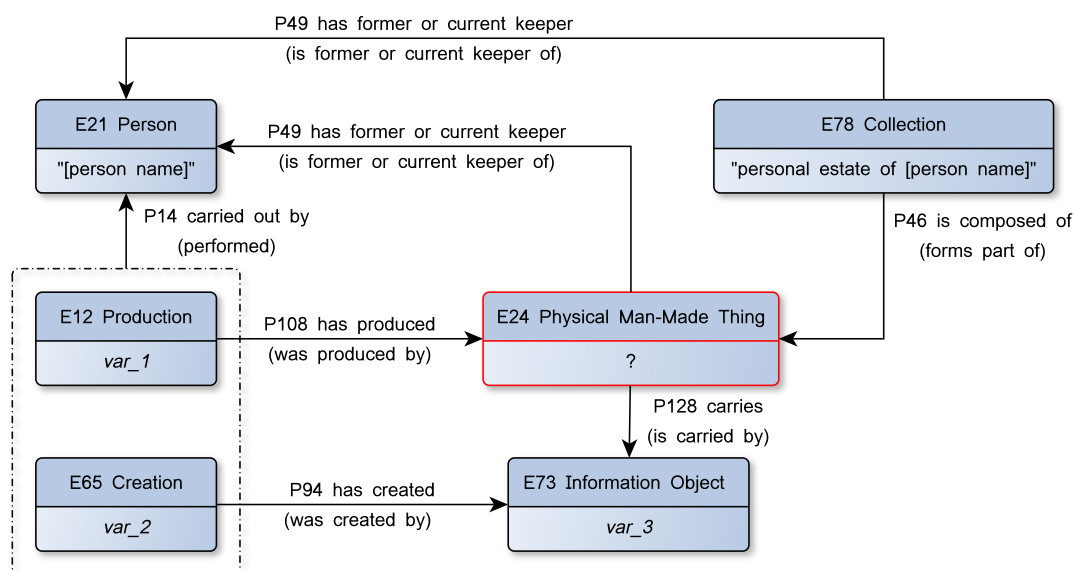 P49 has former or current keeper
(is former or current keeper of)
E21 Person
"[person name]"
P49 has former or current keeper
(is former or current keeper of)
E78 Collection
"personal estate of [person name]"
P14 carried out by
(performed)
P46 is composed of
(forms part of)
E12 Production
var_1
P108 has produced
(was produced by)
E24 Physical Man-Made Thing
?
P128 carries
(is carried by)
E65 Creation
var_2
P94 has created
(was created by)
E73 Information Object
var_3